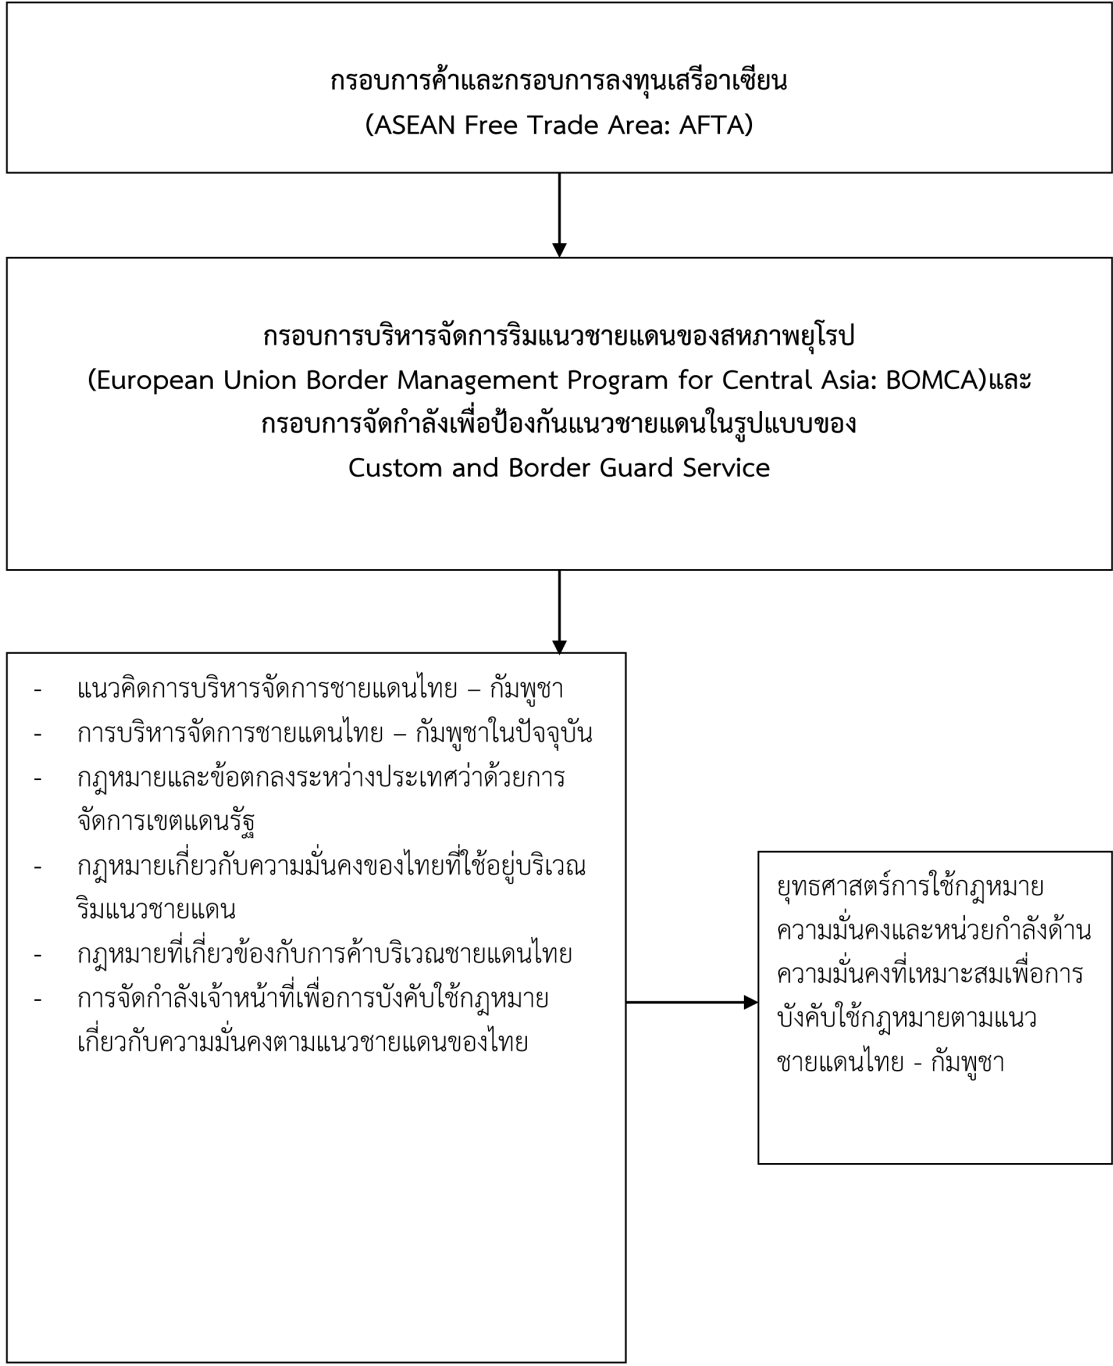 กรอบการค้าและกรอบการลงทุนเสรีอาเซียน
(ASEAN Free Trade Area: AFTA)
กรอบการบริหารจัดการริมแนวชายแดนของสหภาพยุโรป
(European Union Border Management Program for Central Asia: BOMCA)และ
กรอบการจัดกำลังเพื่อป้องกันแนวชายแดนในรูปแบบของ
Custom and Border Guard Service
- แนวคิดการบริหารจัดการชายแดนไทย – กัมพูชา
- การบริหารจัดการชายแดนไทย – กัมพูชาในปัจจุบัน
- กฎหมายและข้อตกลงระหว่างประเทศว่าด้วยการ
จัดการเขตแดนรัฐ
- กฎหมายเกี่ยวกับความมั่นคงของไทยที่ใช้อยู่บริเวณ
ริมแนวชายแดน
- กฎหมายที่เกี่ยวข้องกับการค้าบริเวณชายแดนไทย
- การจัดกำลังเจ้าหน้าที่เพื่อการบังคับใช้กฎหมาย
เกี่ยวกับความมั่นคงตามแนวชายแดนของไทย
ยุทธศาสตร์การใช้กฎหมาย
ความมั่นคงและหน่วยกำลังด้าน
ความมั่นคงที่เหมาะสมเพื่อการ
บังคับใช้กฎหมายตามแนว
ชายแดนไทย - กัมพูชา